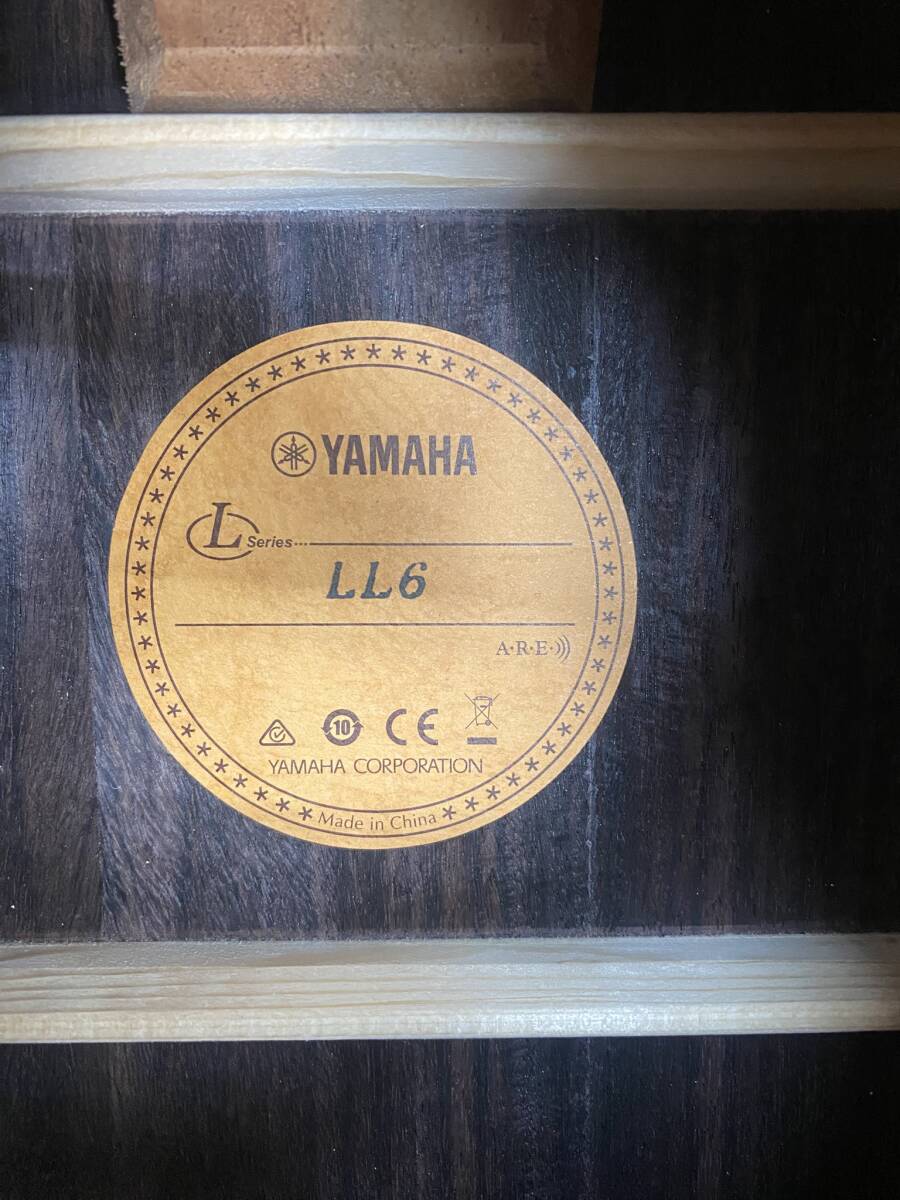 YAMAHA
L Series...
LL6
A·R·E·
10
CE
YAMAHA CORPORATION
Made in China